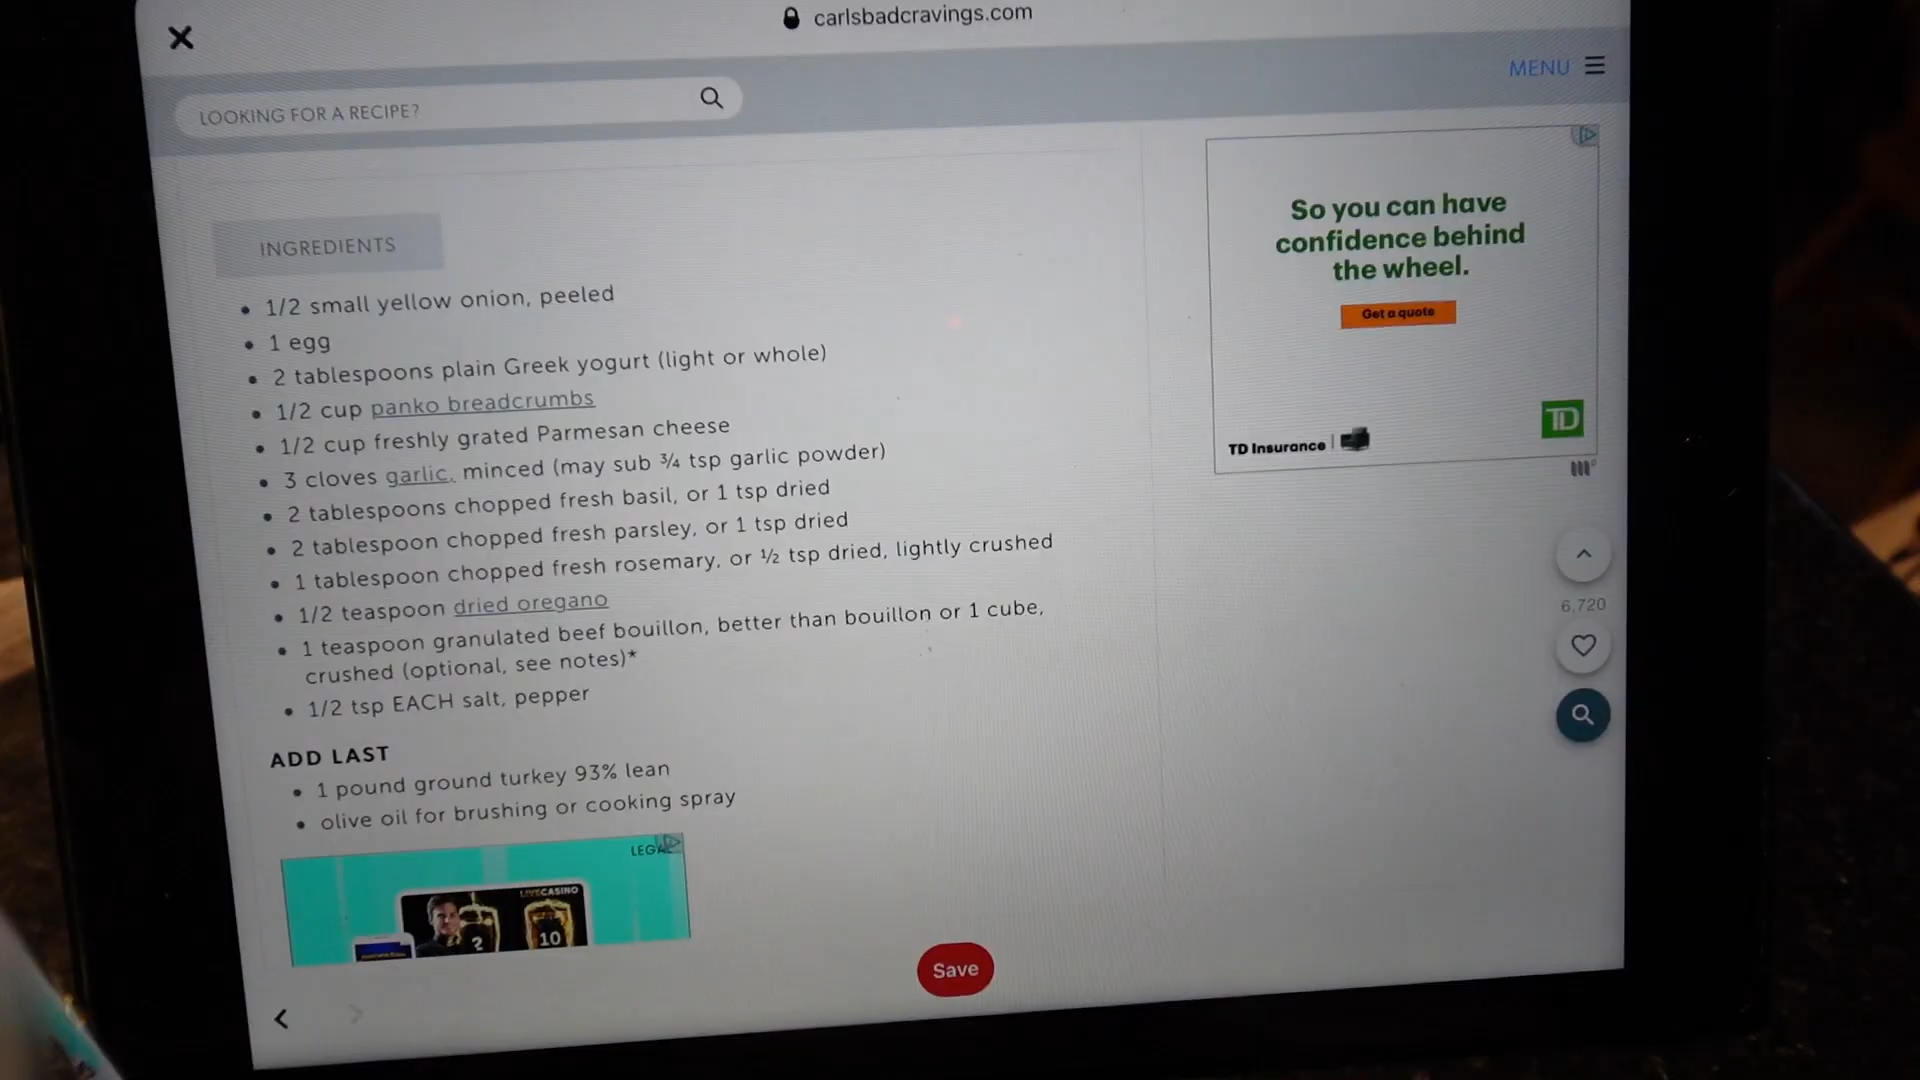 carlsbadcravings.com
MENU
LOOKING FOR A RECIPE?
INGREDIENTS
1/2 small yellow onion, peeled
1 egg
2 tablespoons plain Greek yogurt (light or whole)
1/2 cup panko breadcrumbs
1/2 cup freshly grated Parmesan cheese
3 cloves garlic, minced (may sub ¾ tsp garlic powder)
2 tablespoons chopped fresh basil, or 1 tsp dried
2 tablespoon chopped fresh parsley, or 1 tsp dried
1 tablespoon chopped fresh rosemary, or ½ tsp dried, lightly crushed
1/2 teaspoon dried oregano
1 teaspoon granulated beef bouillon, better than bouillon or 1 cube,
crushed (optional, see notes)*
1/2 tsp EACH salt, pepper
ADD LAST
1 pound ground turkey 93% lean
olive oil for brushing or cooking spray
So you can have
confidence behind
the wheel.
Get a quote
TD Insurance
TD
6,720
LEGAL
LIVECASINO
2
10
Save